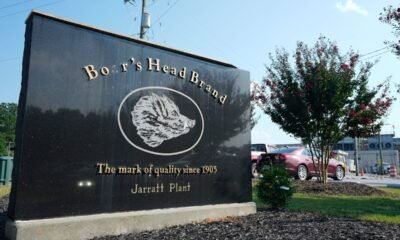 Boar's Head Brand
The mark of quality since 1905
Jarratt Plant